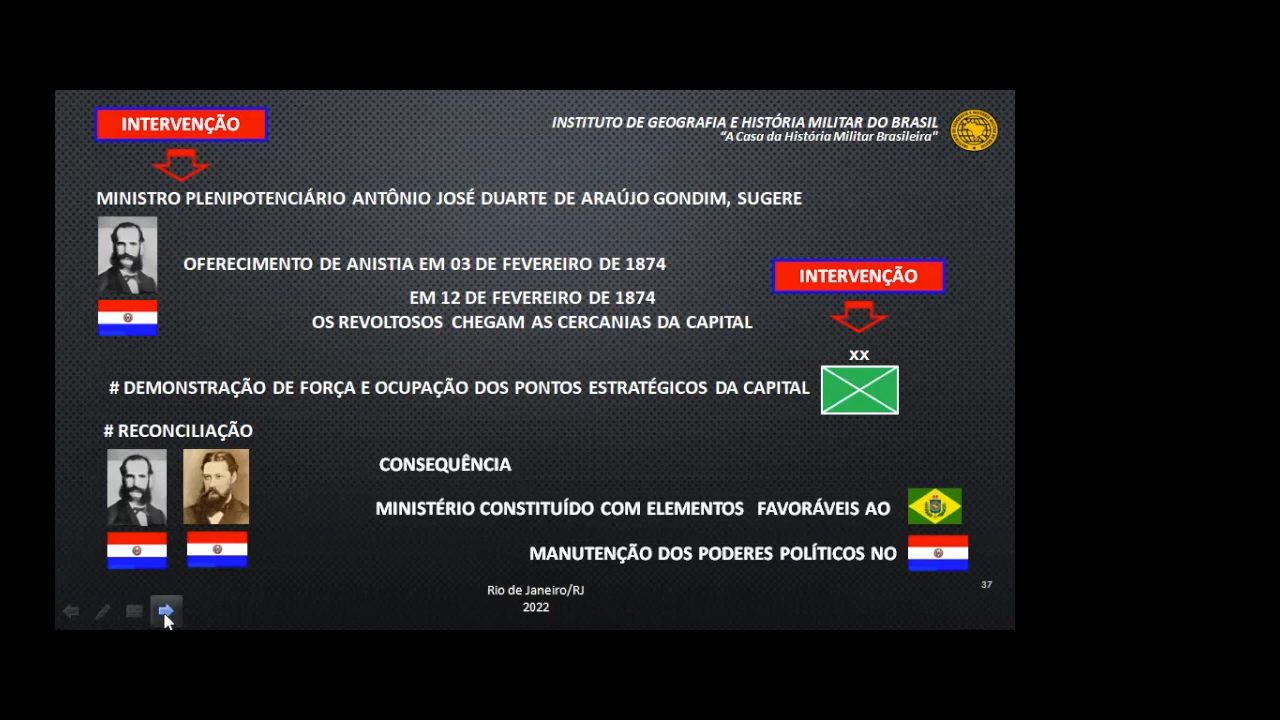 INTERVENÇÃO
INSTITUTO DE GEOGRAFIA E HISTÓRIA MILITAR DO BRASIL
"A Casa da História Militar Brasileira"
MINISTRO PLENIPOTENCIÁRIO ANTÔNIO JOSÉ DUARTE DE ARAÚJO GONDIM, SUGERE
OFERECIMENTO DE ANISTIA EM 03 DE FEVEREIRO DE 1874
INTERVENÇÃO
EM 12 DE FEVEREIRO DE 1874
OS REVOLTOSOS CHEGAM AS CERCANIAS DA CAPITAL
XX
# DEMONSTRAÇÃO DE FORÇA E OCUPAÇÃO DOS PONTOS ESTRATÉGICOS DA CAPITAL
# RECONCILIAÇÃO
CONSEQUÊNCIA
MINISTÉRIO CONSTITUÍDO COM ELEMENTOS FAVORÁVEIS AO
MANUTENÇÃO DOS PODERES POLÍTICOS NO
Rio de Janeiro/RJ
2022
37